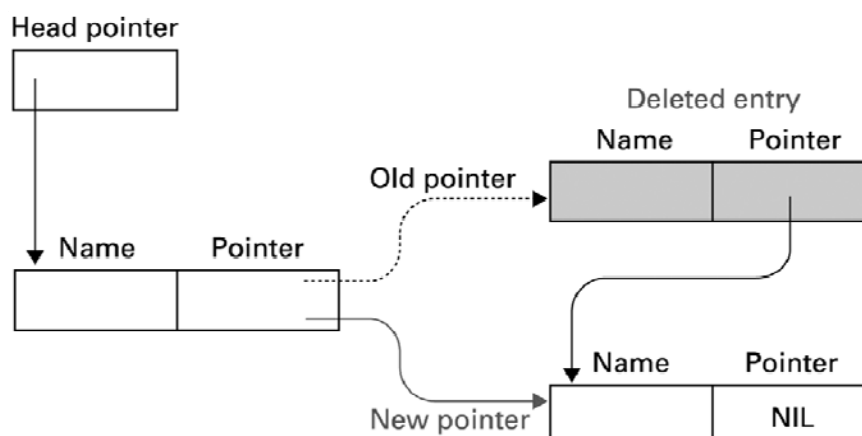 Head pointer
Deleted entry
Name Pointer
Old pointer
Name Pointer
Name Pointer
New pointer
NIL